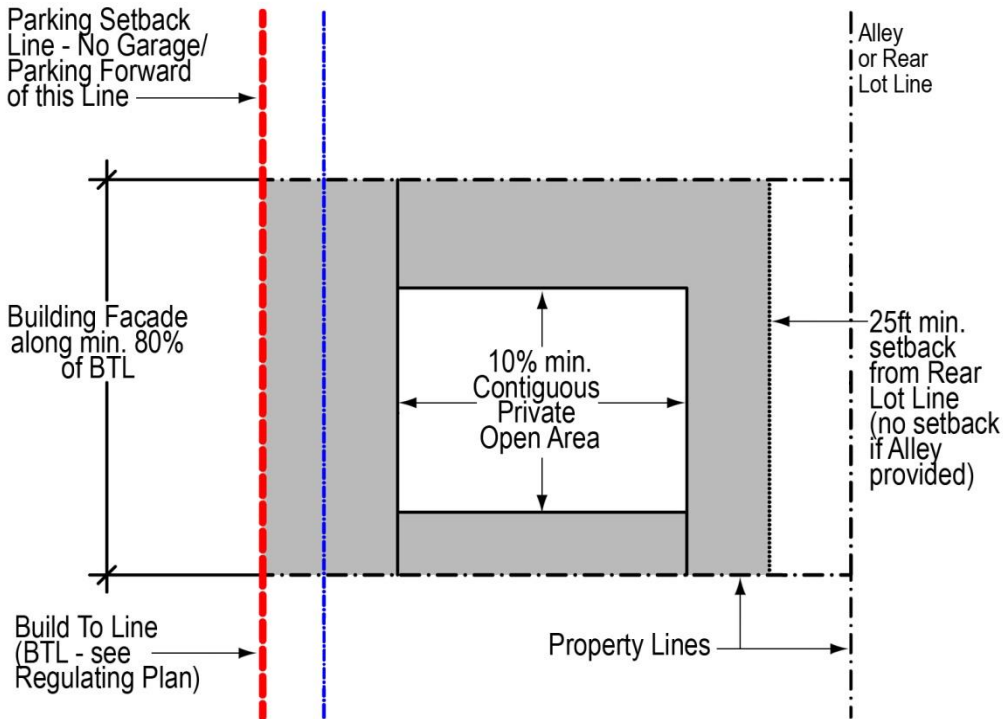 Parking Setback
Line - No Garage/
Parking Forward
of this Line
Alley
or Rear
Lot Line
Building Facade
along min. 80%
of BTL
10% min.
Contiguous
Private
Open Area
25ft min.
setback
from Rear
Lot Line
(no setback
if Alley
provided)
Build To Line
(BTL - see
Regulating Plan)
Property Lines